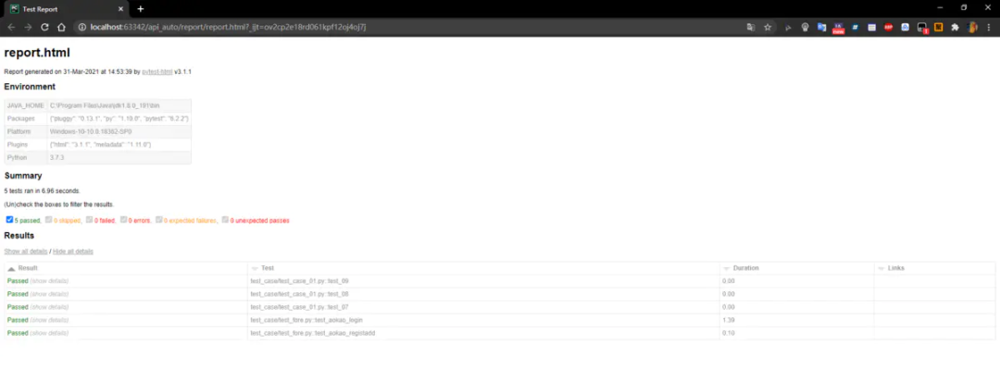 Test Report
localhost:63342/api_auto/report/report.html?_ijt=ov2cp2e18rd061kpf12oj4oj7j
report.html
Report generated on 31-Mar-2021 at 14:53:39 by pytest-html v3.1.1
Environment
JAVA_HOME C:\Program Files\Java\jdk1.8.0_191\bin
Packages {"pluggy": "0.13.1", "py": "1.10.0", "pytest": "6.2.2"}
Platform Windows-10-10.0.18362-SP0
Plugins {"html": "3.1.1", "metadata": "1.11.0"}
Python 3.7.3
Summary
5 tests ran in 6.96 seconds.
(Un)check the boxes to filter the results.
5 passed, 0 skipped, 0 failed, 0 errors, 0 expected failures, 0 unexpected passes
Results
Show all details / Hide all details
Result Test Duration Links
Passed (show details) test_case/test_case_01.py::test_09 0.00
Passed (show details) test_case/test_case_01.py::test_08 0.00
Passed (show details) test_case/test_case_01.py::test_07 0.00
Passed (show details) test_case/test_fore.py::test_aokao_login 1.39
Passed (show details) test_case/test_fore.py::test_aokao_registadd 0.10